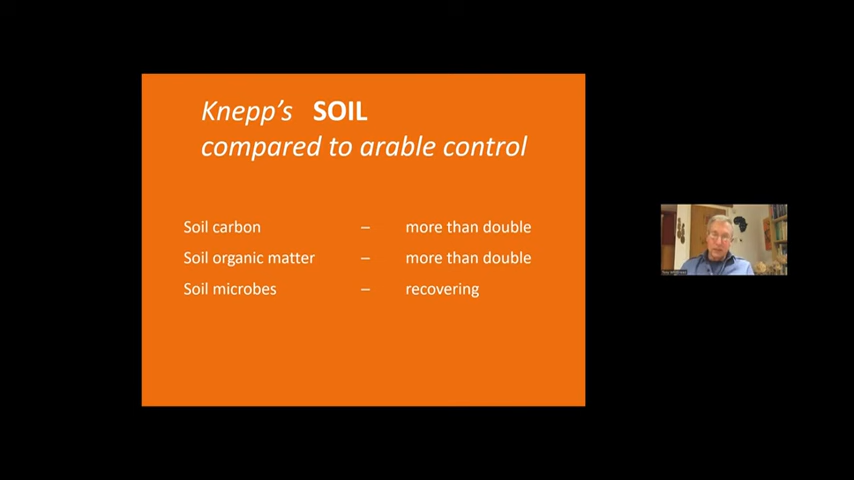 Knepp's SOIL
compared to arable control
Soil carbon – more than double
Soil organic matter – more than double
Soil microbes – recovering